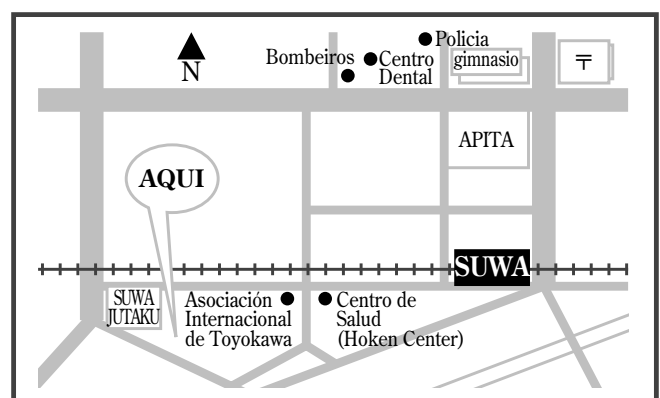 Policia
Bombeiros
Centro
Dental
gimnasio
〒
N
APITA
AQUI
SUWA
SUWA
JUTAKU
Asociación
Internacional
de Toyokawa
Centro de
Salud
(Hoken Center)